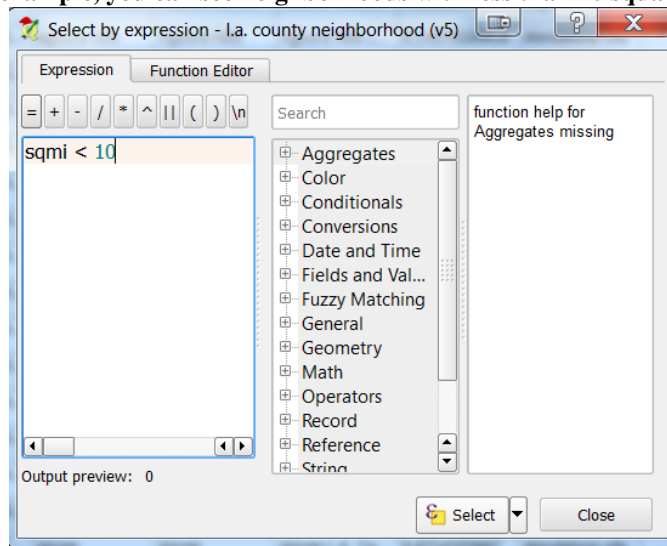 Select by expression - l.a. county neighborhood (v5)
Expression
Function Editor
= + - / * ^ || ( ) \n
Search
function help for
Aggregates missing
sqmi < 10
Aggregates
Color
Conditionals
Conversions
Date and Time
Fields and Val...
Fuzzy Matching
General
Geometry
Math
Operators
Record
Reference
String
Output preview: 0
Select
Close